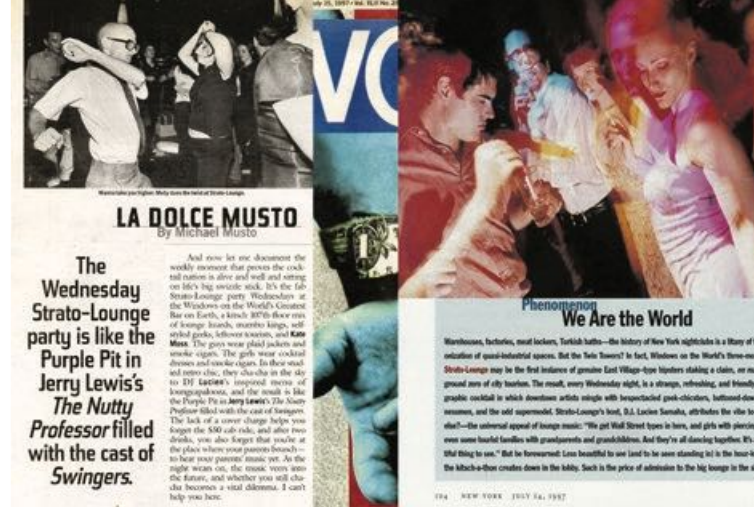 uly 15, 1997 • Vol. XLII No. 2
VO
Wanna take you higher: Moby does the twist at Strato-Lounge.
LA DOLCE MUSTO
By Michael Musto
The
Wednesday
Strato-Lounge
party is like the
Purple Pit in
Jerry Lewis's
The Nutty
Professor filled
with the cast of
Swingers.
And now let me document the
weekly moment that proves the cock-
tail nation is alive and well and sitting
on life's big swizzle stick. It's the fab
Strato-Lounge party Wednesdays at
the Windows on the World's Greatest
Bar on Earth, a kitsch 107th-floor mix
of lounge lizards, mambo kings, self-
styled geeks, leftover tourists, and Kate
Moss. The guys wear plaid jackets and
smoke cigars. The girls wear cocktail
dresses and smoke cigars. In their stud-
ied retro chic, they cha-cha in the sky
to DJ Lucien's inspired menu of
loungapalooza, and the result is like
the Purple Pit in Jerry Lewis's The Nutty
Professor filled with the cast of Swingers.
The lack of a cover charge helps you
forget the $30 cab ride, and after two
drinks, you also forget that you're at
the place where your parents brunch—
to hear your parents' music yet. As the
night wears on, the music veers into
the future, and whether you still cha-
cha becomes a vital dilemma. I can't
help you here.
Phenomenon
We Are the World
Warehouses, factories, meat lockers, Turkish baths—the history of New York nightclubs is a litany of
onization of quasi-industrial spaces. But the Twin Towers? In fact, Windows on the World's three-
Strato-Lounge may be the first instance of genuine East Village-type hipsters staking a claim, or
ground zero of city tourism. The result, every Wednesday night, is a strange, refreshing, and
graphic cocktail in which downtown artists mingle with bespectacled geek-chicsters, buttoned-
nessmen, and the odd supermodel. Strato-Lounge's host, D.J. Lucien Samaha, attributes the vibe
else?—the universal appeal of lounge music: "We get Wall Street types in here, and girls with
even some tourist families with grandparents and grandchildren. And they're all dancing together.
tiful thing to see." But be forewarned: Less beautiful to see (and to be seen standing in) is the
the kitsch-a-thon creates down in the lobby. Such is the price of admission to the big lounge in the
104 NEW YORK JULY 14, 1997